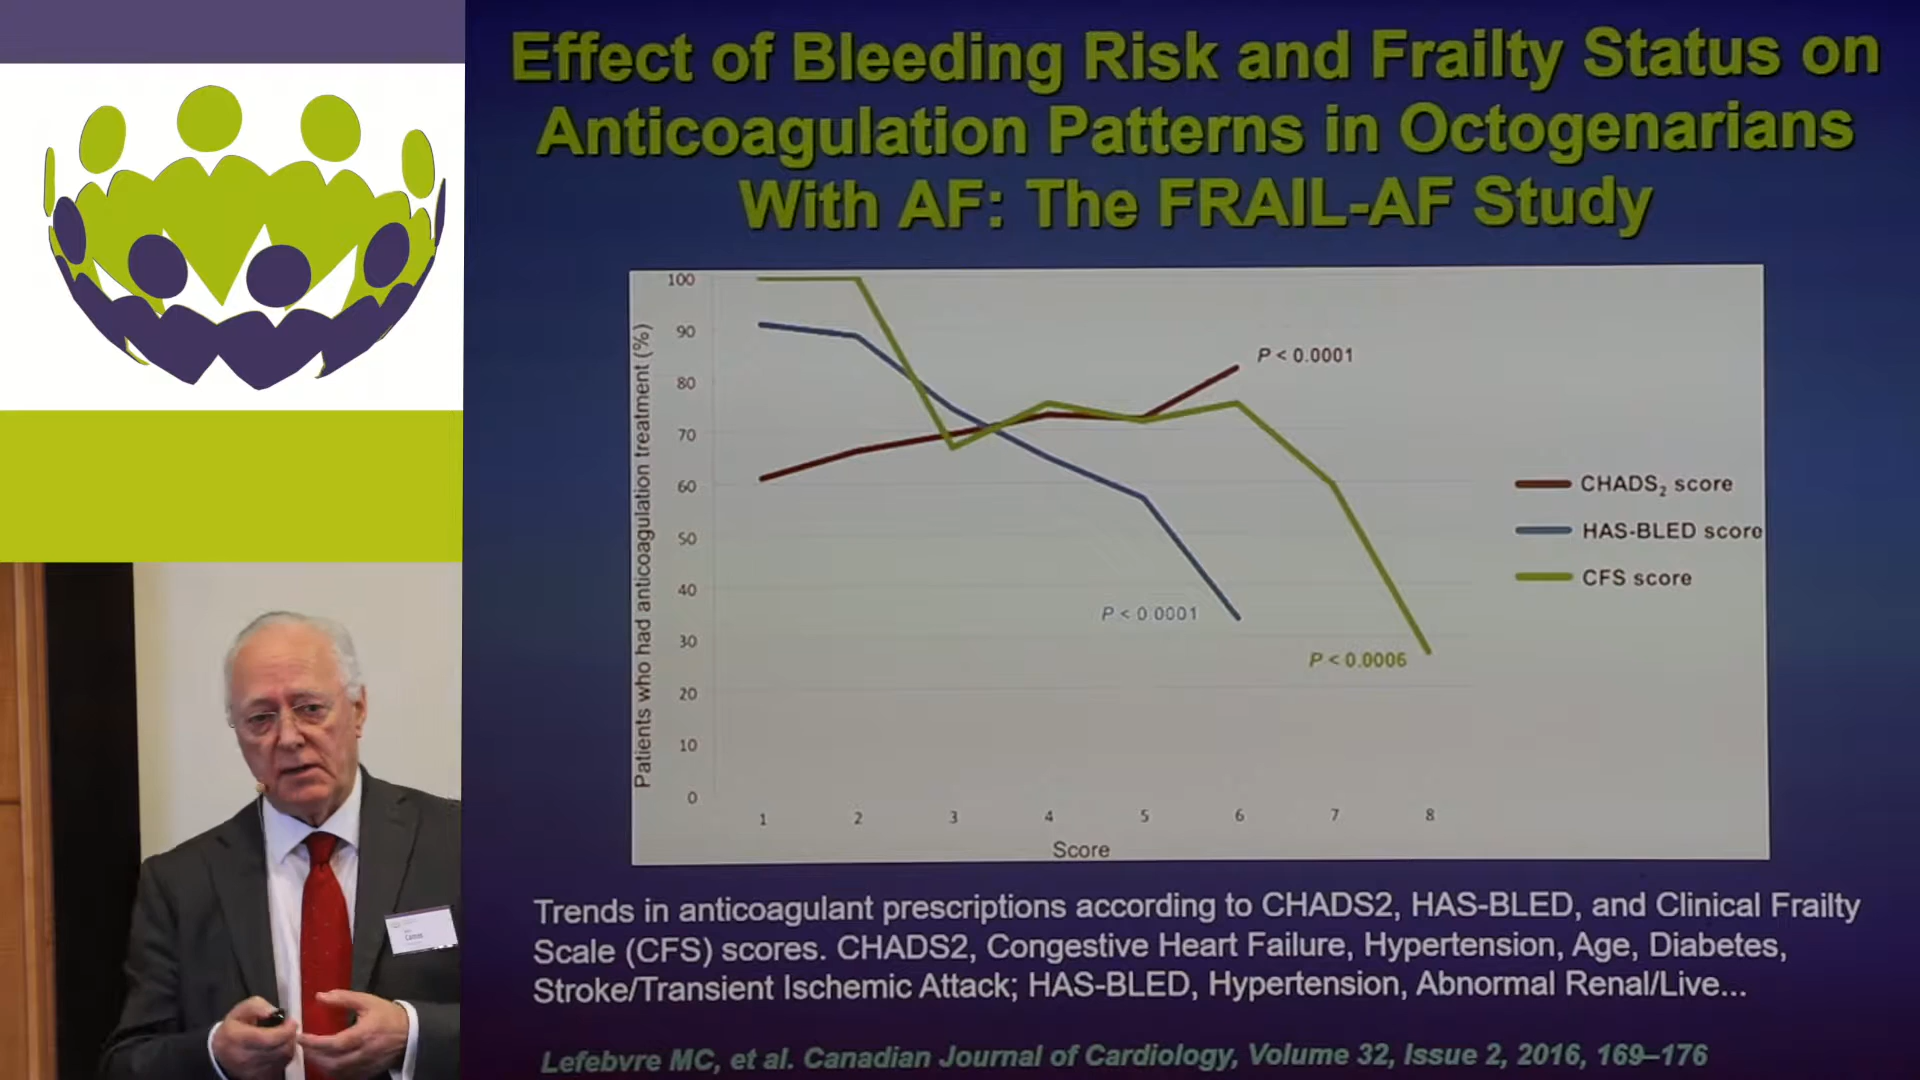 Effect of Bleeding Risk and Frailty Status on
Anticoagulation Patterns in Octogenarians
With AF: The FRAIL-AF Study
Patients who had anticoagulation treatment (%)
100
90
80
70
60
50
40
30
20
10
0
1 2 3 4 5 6 7 8
Score
P < 0.0001
P < 0.0001
P < 0.0006
CHADS₂ score
HAS-BLED score
CFS score
Trends in anticoagulant prescriptions according to CHADS2, HAS-BLED, and Clinical Frailty
Scale (CFS) scores. CHADS2, Congestive Heart Failure, Hypertension, Age, Diabetes,
Stroke/Transient Ischemic Attack; HAS-BLED, Hypertension, Abnormal Renal/Live...
Lefebvre MC, et al. Canadian Journal of Cardiology, Volume 32, Issue 2, 2016, 169–176